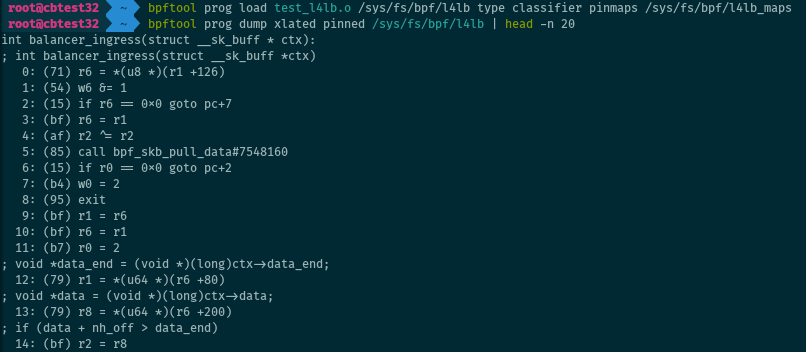 root@cbtest32 ~ bpftool prog load test_l4lb.o /sys/fs/bpf/l4lb type classifier pinmaps /sys/fs/bpf/l4lb_maps
root@cbtest32 ~ bpftool prog dump xlated pinned /sys/fs/bpf/l4lb | head -n 20
int balancer_ingress(struct __sk_buff * ctx):
; int balancer_ingress(struct __sk_buff *ctx)
0: (71) r6 = *(u8 *)(r1 +126)
1: (54) w6 &= 1
2: (15) if r6 == 0×0 goto pc+7
3: (bf) r6 = r1
4: (af) r2 ^= r2
5: (85) call bpf_skb_pull_data#7548160
6: (15) if r0 == 0×0 goto pc+2
7: (b4) w0 = 2
8: (95) exit
9: (bf) r1 = r6
10: (bf) r6 = r1
11: (b7) r0 = 2
; void *data_end = (void *)(long)ctx->data_end;
12: (79) r1 = *(u64 *)(r6 +80)
; void *data = (void *)(long)ctx->data;
13: (79) r8 = *(u64 *)(r6 +200)
; if (data + nh_off > data_end)
14: (bf) r2 = r8